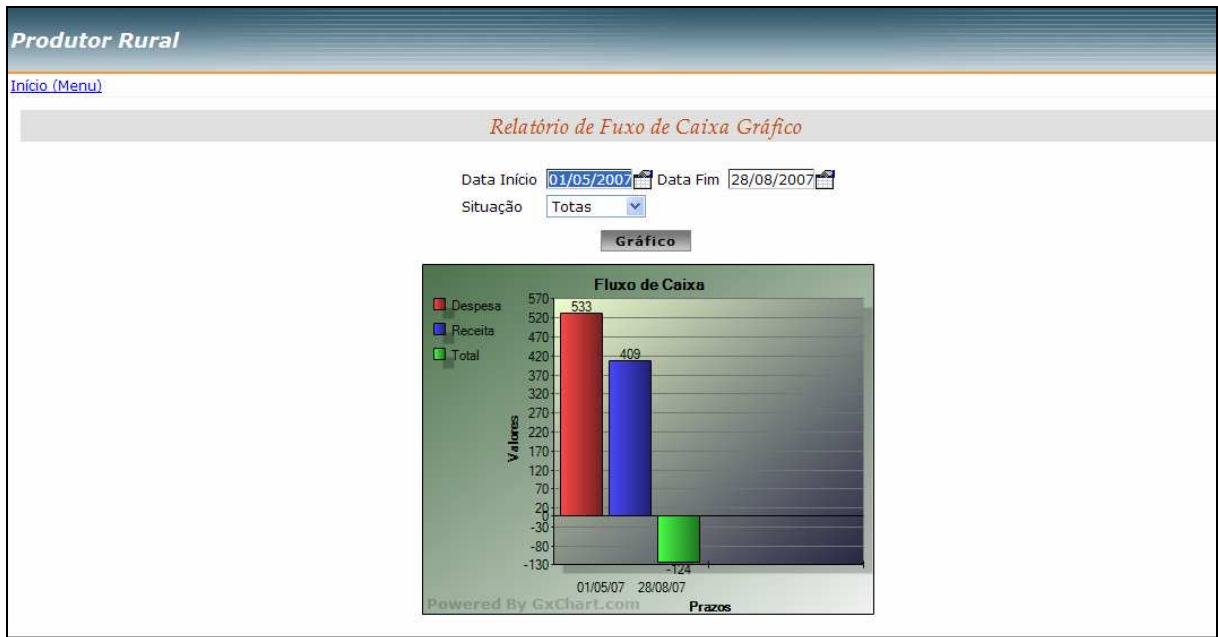 Produtor Rural
Início (Menu)
Relatório de Fuxo de Caixa Gráfico
Data Início 01/05/2007 Data Fim 28/08/2007
Situação Totas
Gráfico
Fluxo de Caixa
Despesa
Receita
Total
Valores
570
520
470
420
370
320
270
220
170
120
70
20
0
-30
-80
-130
533
409
-124
01/05/07 28/08/07
Prazos
Powered By GxChart.com